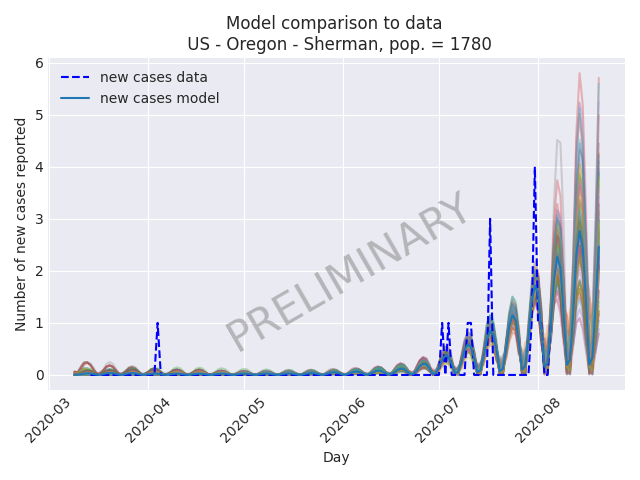 Model comparison to data
US - Oregon - Sherman, pop. = 1780
new cases data
new cases model
Number of new cases reported
6
5
4
3
2
1
0
PRELIMINARY
2020-03
2020-04
2020-05
2020-06
2020-07
2020-08
Day